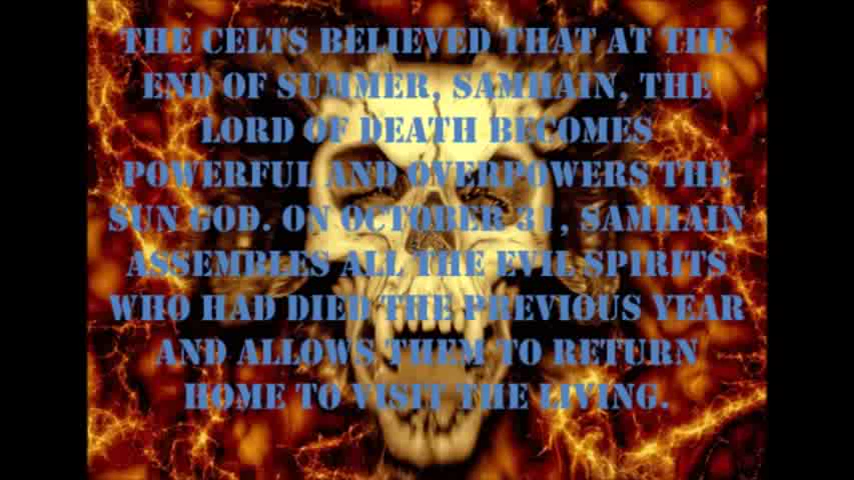 THE CELTS BELIEVED THAT AT THE
END OF SUMMER, SAMHAIN, THE
LORD OF DEATH BECOMES
POWERFUL AND OVERPOWERS THE
SUN GOD. ON OCTOBER 31, SAMHAIN
ASSEMBLES ALL THE EVIL SPIRITS
WHO HAD DIED THE PREVIOUS YEAR
AND ALLOWS THEM TO RETURN
HOME TO VISIT THE LIVING.